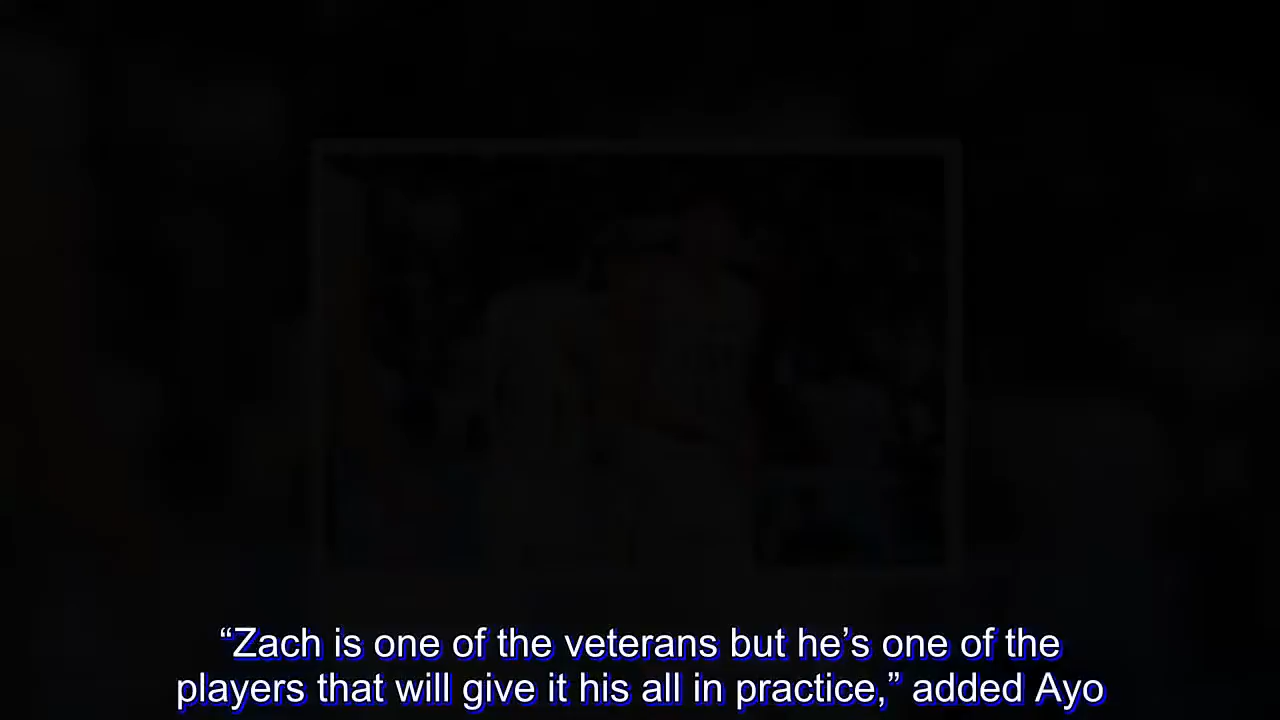 “Zach is one of the veterans but he’s one of the
players that will give it his all in practice,” added Ayo